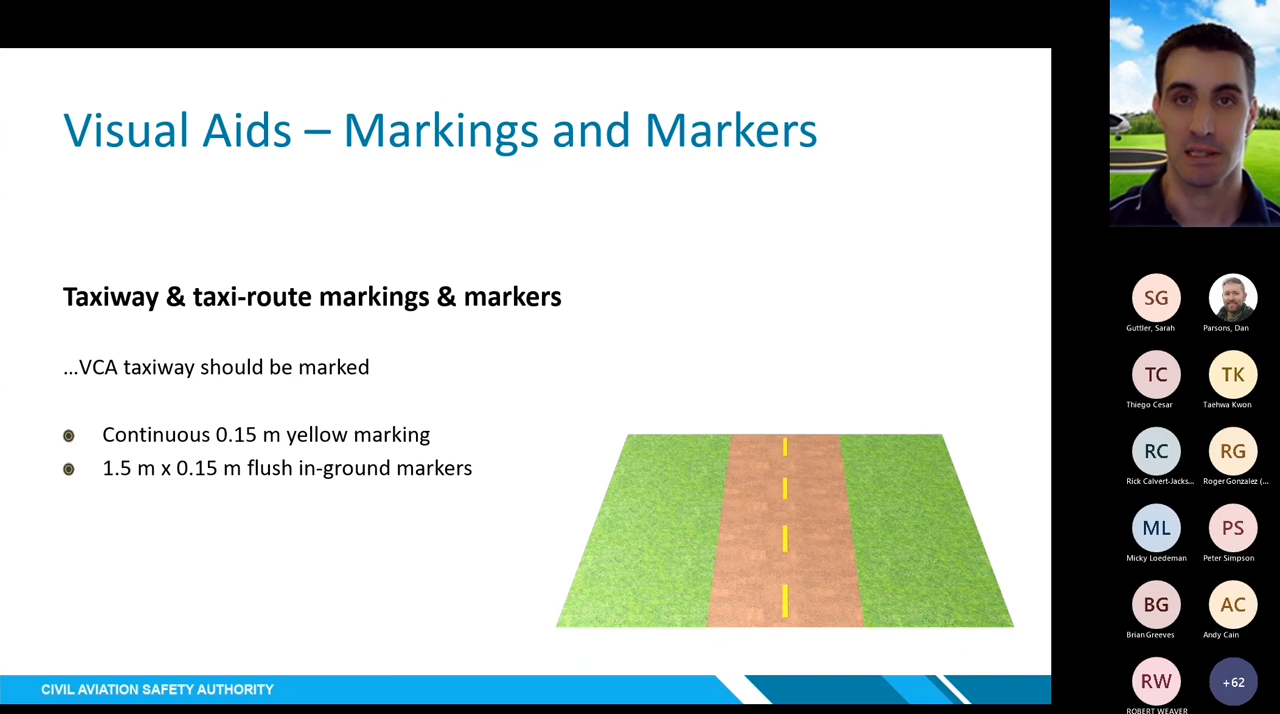 Visual Aids – Markings and Markers
Taxiway & taxi-route markings & markers
...VCA taxiway should be marked
Continuous 0.15 m yellow marking
1.5 m x 0.15 m flush in-ground markers
CIVIL AVIATION SAFETY AUTHORITY
SG
Guttler, Sarah
Parsons, Dan
TC
Thiego Cesar
TK
Taehwa Kwon
RC
Rick Calvert-Jacks...
RG
Roger Gonzalez (...
ML
Micky Loedeman
PS
Peter Simpson
BG
Brian Greeves
AC
Andy Cain
RW
ROBERT WEAVER
+62